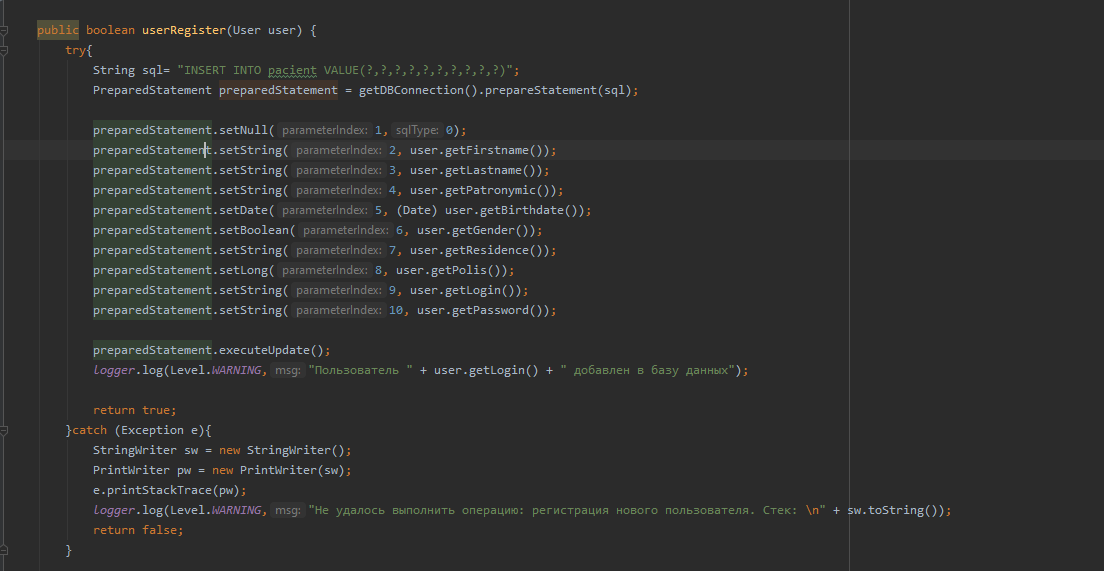 public boolean userRegister(User user) {
try{
String sql= "INSERT INTO pacient VALUE(?,?,?,?,?,?,?,?,?,?)";
PreparedStatement preparedStatement = getDBConnection().prepareStatement(sql);
preparedStatement.setNull( parameterIndex: 1, sqlType: 0);
preparedStatement.setString( parameterIndex: 2, user.getFirstname());
preparedStatement.setString( parameterIndex: 3, user.getLastname());
preparedStatement.setString( parameterIndex: 4, user.getPatronymic());
preparedStatement.setDate( parameterIndex: 5, (Date) user.getBirthdate());
preparedStatement.setBoolean( parameterIndex: 6, user.getGender());
preparedStatement.setString( parameterIndex: 7, user.getResidence());
preparedStatement.setLong( parameterIndex: 8, user.getPolis());
preparedStatement.setString( parameterIndex: 9, user.getLogin());
preparedStatement.setString( parameterIndex: 10, user.getPassword());
preparedStatement.executeUpdate();
logger.log(Level.WARNING, msg: "Пользователь " + user.getLogin() + " добавлен в базу данных");
return true;
}catch (Exception e){
StringWriter sw = new StringWriter();
PrintWriter pw = new PrintWriter(sw);
e.printStackTrace(pw);
logger.log(Level.WARNING, msg: "Не удалось выполнить операцию: регистрация нового пользователя. Стек: \n" + sw.toString());
return false;
}